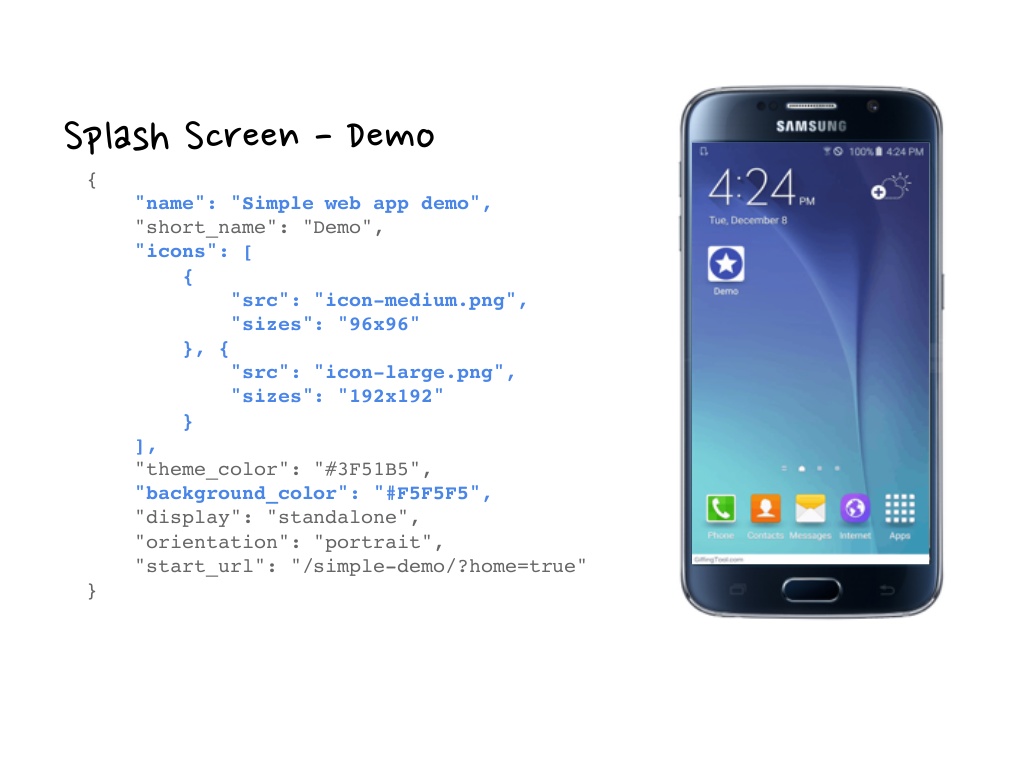 Splash Screen - Demo
{
"name": "Simple web app demo",
"short_name": "Demo",
"icons": [
{
"src": "icon-medium.png",
"sizes": "96x96"
}, {
"src": "icon-large.png",
"sizes": "192x192"
}
],
"theme_color": "#3F51B5",
"background_color": "#F5F5F5",
"display": "standalone",
"orientation": "portrait",
"start_url": "/simple-demo/?home=true"
}
SAMSUNG
100% 4:24 PM
4:24 PM
Tue, December 8
Demo
Phone Contacts Messages Internet Apps
GifingTool.com